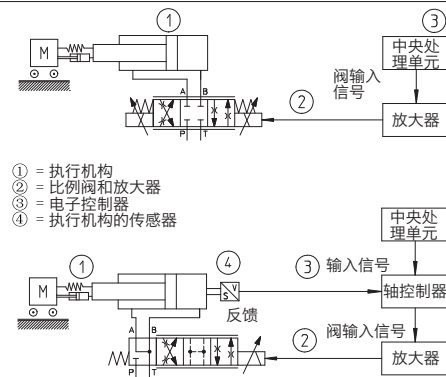 ①
③
M
中央处
理单元
阀输入
信号
A B
②
放大器
P T
① = 执行机构
② = 比例阀和放大器
③ = 电子控制器
④ = 执行机构的传感器
中央处
理单元
①
④
③ 输入信号
M
S V
轴控制器
反馈
A B
② 阀输入信号
放大器
P T